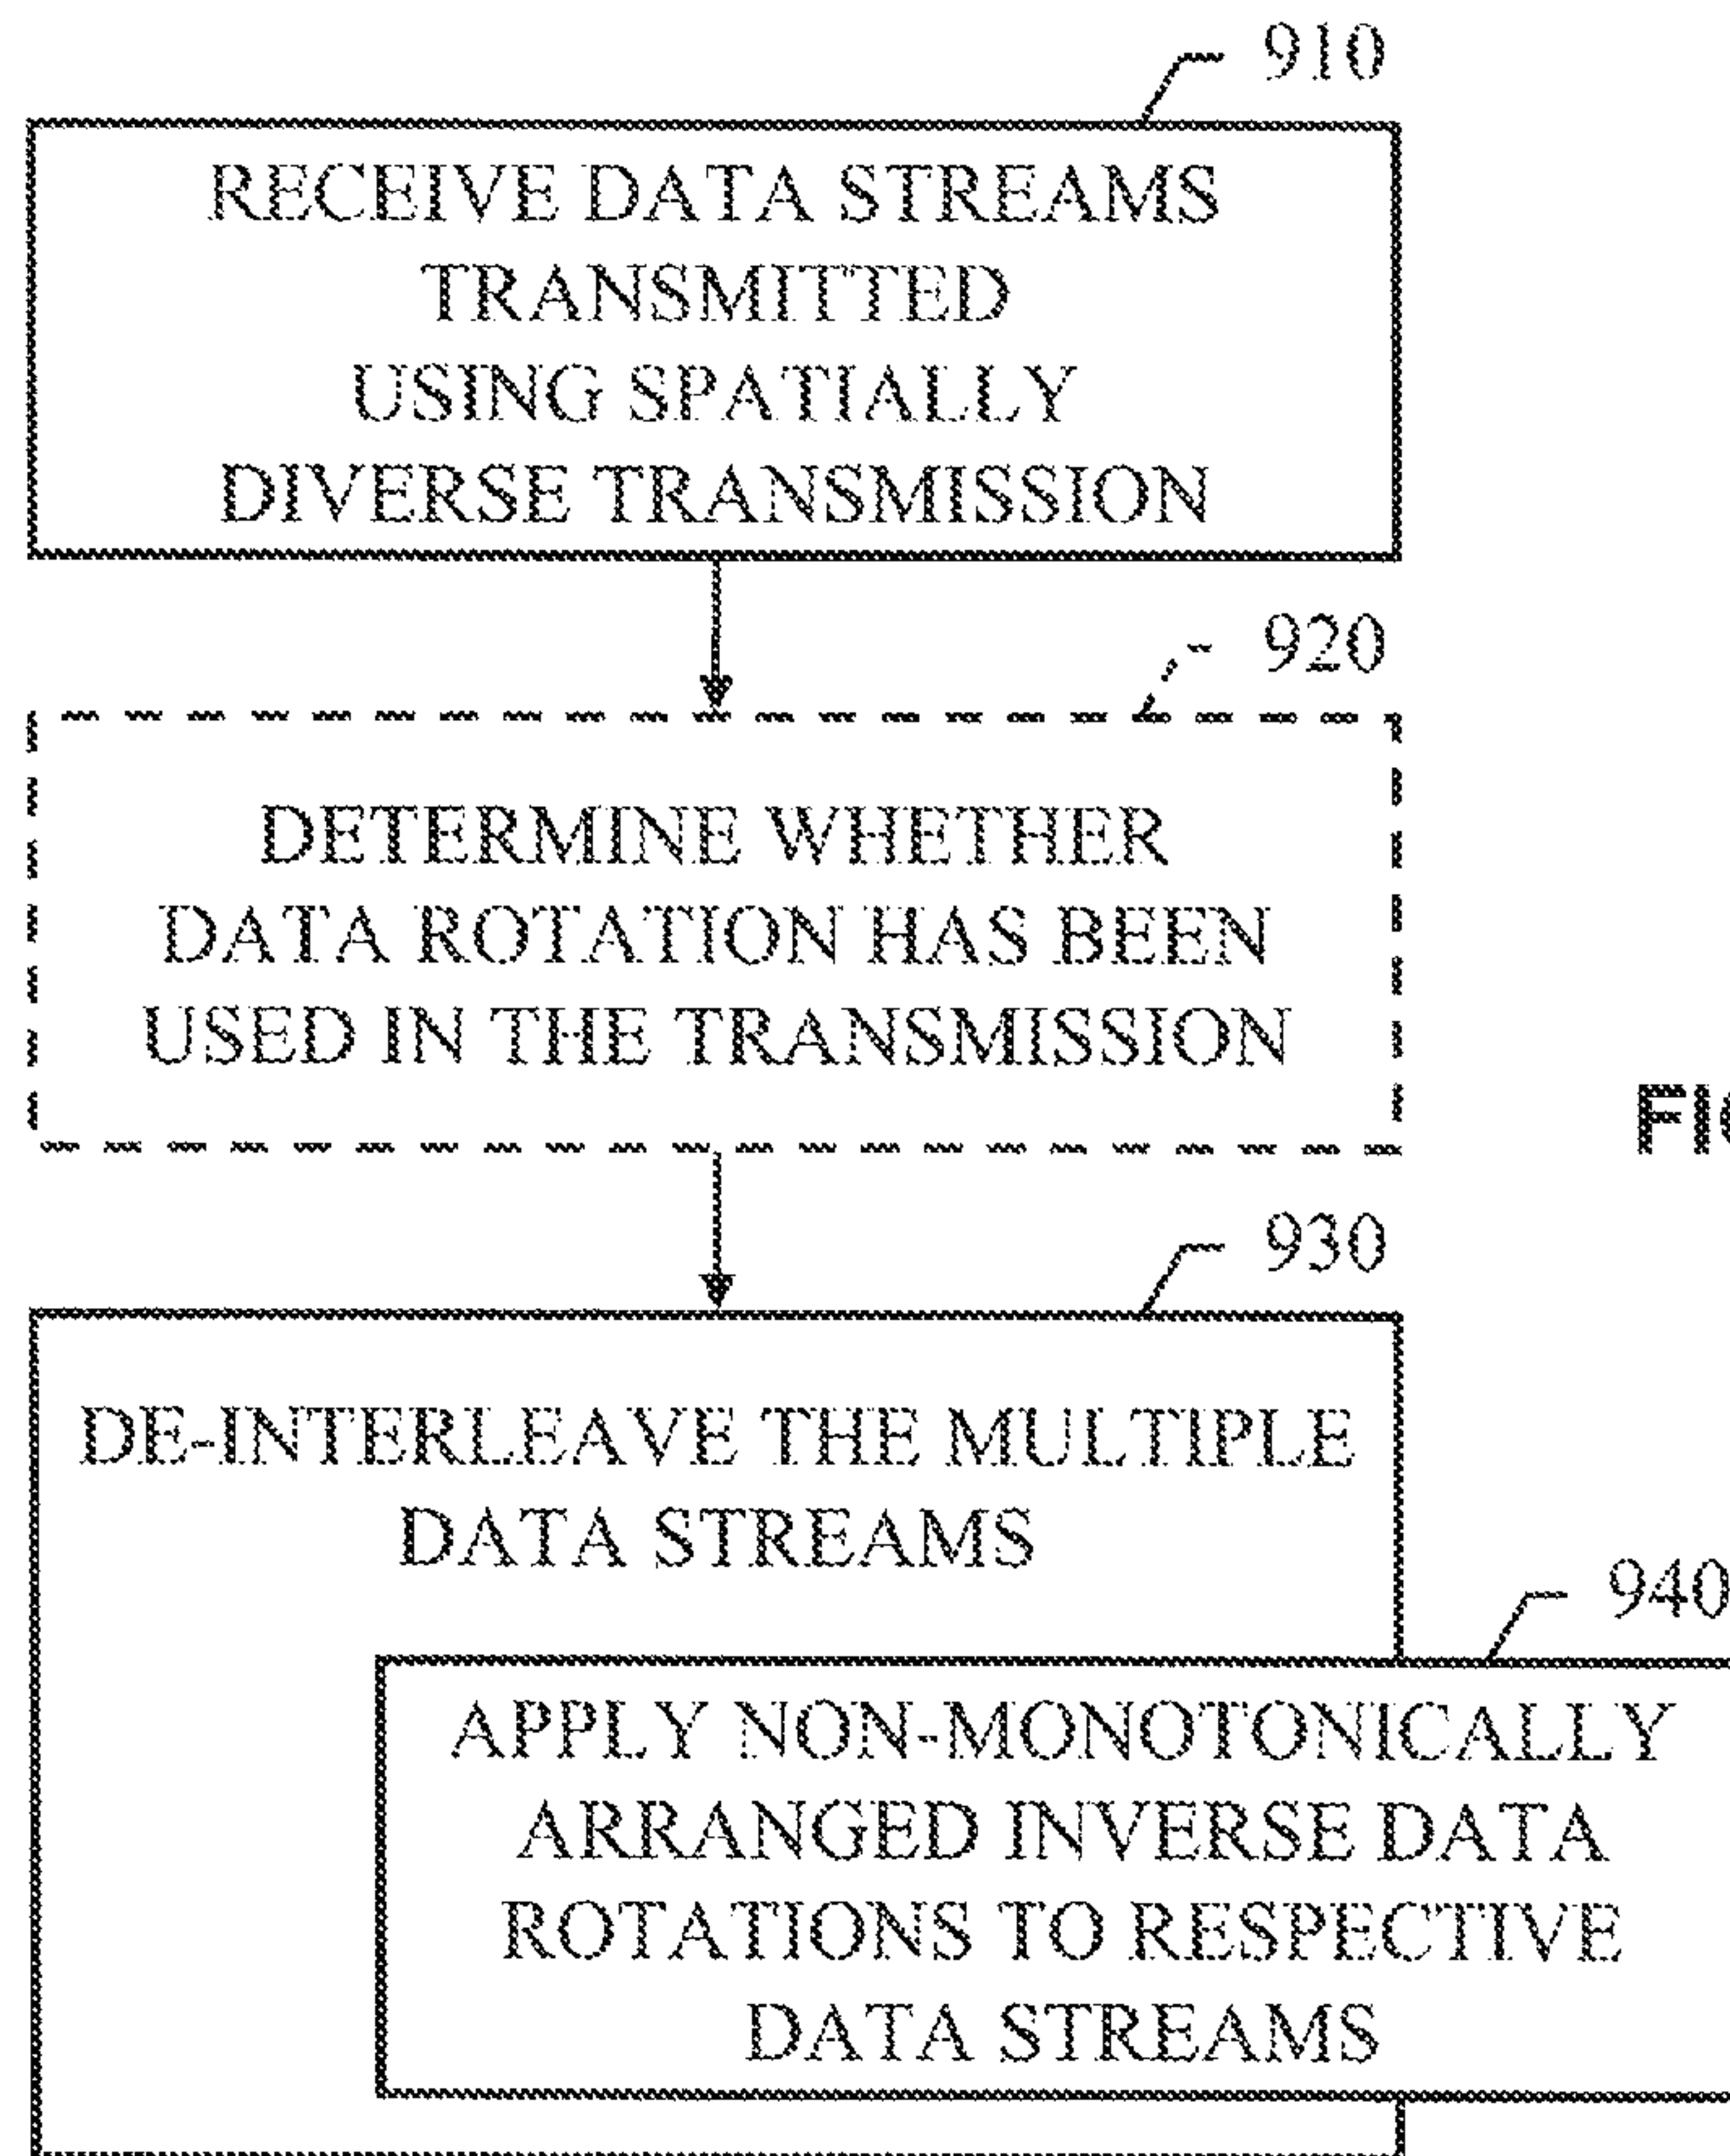 910
RECEIVE DATA STREAMS
TRANSMITTED
USING SPATIALLY
DIVERSE TRANSMISSION
920
DETERMINE WHETHER
DATA ROTATION HAS BEEN
USED IN THE TRANSMISSION
930
DE-INTERLEAVE THE MULTIPLE
DATA STREAMS
940
APPLY NON-MONOTONICALLY
ARRANGED INVERSE DATA
ROTATIONS TO RESPECTIVE
DATA STREAMS